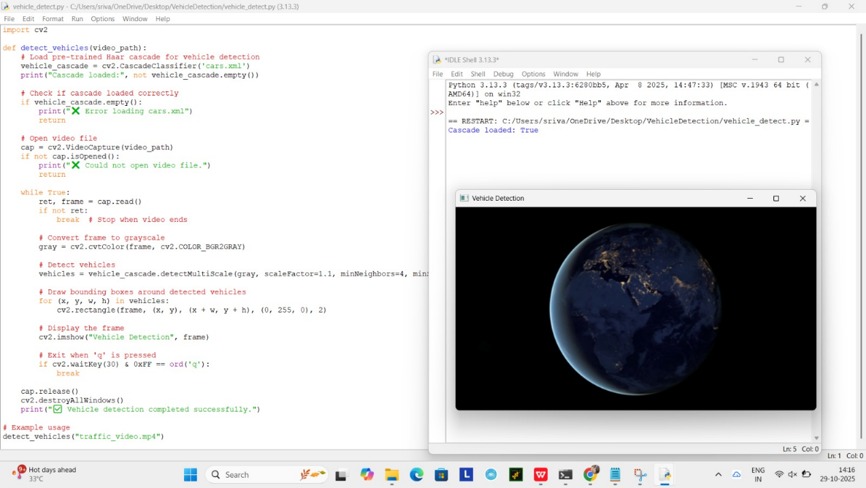 vehicle_detect.py - C:/Users/sriva/OneDrive/Desktop/VehicleDetection/vehicle_detect.py (3.13.3)
File Edit Format Run Options Window Help
import cv2
def detect_vehicles(video_path):
# Load pre-trained Haar cascade for vehicle detection
vehicle_cascade = cv2.CascadeClassifier('cars.xml')
print("Cascade loaded:", not vehicle_cascade.empty())
# Check if cascade loaded correctly
if vehicle_cascade.empty():
print("❌ Error loading cars.xml")
return
# Open video file
cap = cv2.VideoCapture(video_path)
if not cap.isOpened():
print("❌ Could not open video file.")
return
while True:
ret, frame = cap.read()
if not ret:
break # Stop when video ends
# Convert frame to grayscale
gray = cv2.cvtColor(frame, cv2.COLOR_BGR2GRAY)
# Detect vehicles
vehicles = vehicle_cascade.detectMultiScale(gray, scaleFactor=1.1, minNeighbors=4, min
# Draw bounding boxes around detected vehicles
for (x, y, w, h) in vehicles:
cv2.rectangle(frame, (x, y), (x + w, y + h), (0, 255, 0), 2)
# Display the frame
cv2.imshow("Vehicle Detection", frame)
# Exit when 'q' is pressed
if cv2.waitKey(30) & 0xFF == ord('q'):
break
cap.release()
cv2.destroyAllWindows()
print("✅ Vehicle detection completed successfully.")
# Example usage
detect_vehicles("traffic_video.mp4")
Ln: 1 Col: 0
*IDLE Shell 3.13.3*
File Edit Shell Debug Options Window Help
Python 3.13.3 (tags/v3.13.3:6280bb5, Apr 8 2025, 14:47:33) [MSC v.1943 64 bit (
AMD64)] on win32
Enter "help" below or click "Help" above for more information.
>>>
== RESTART: C:/Users/sriva/OneDrive/Desktop/VehicleDetection/vehicle_detect.py =
Cascade loaded: True
Vehicle Detection
Ln: 5 Col: 0
9+
Hot days ahead
33°C
Search
L
W
ENG
IN
14:16
29-10-2025